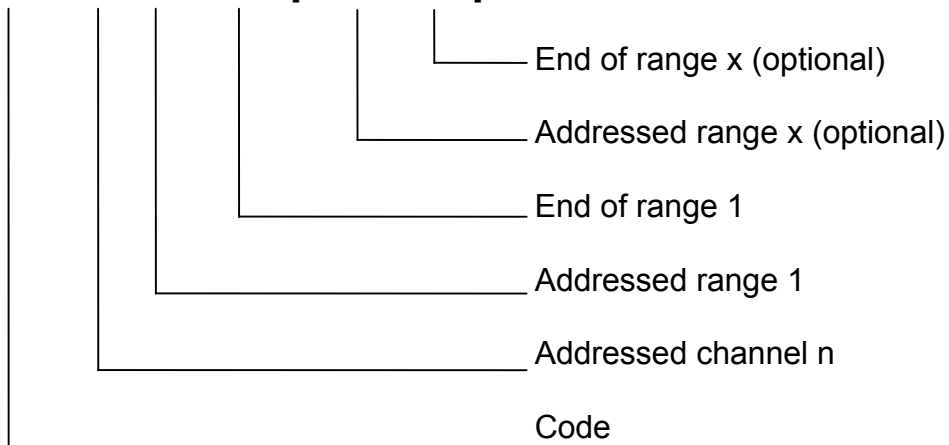 End of range x (optional)
Addressed range x (optional)
End of range 1
Addressed range 1
Addressed channel n
Code